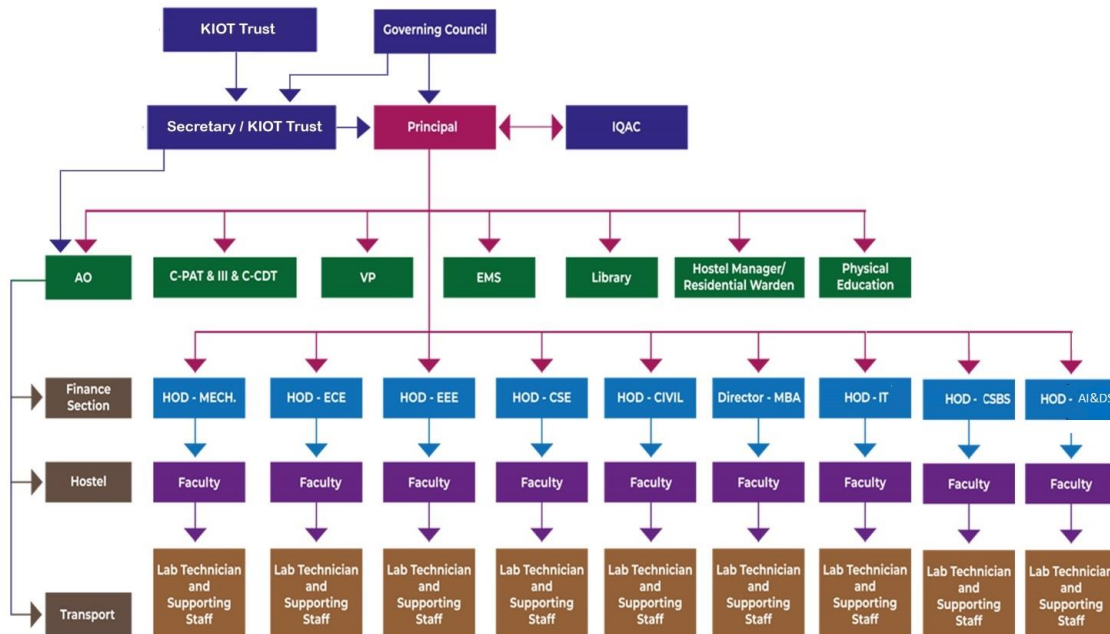 KIOT Trust
Governing Council
Secretary / KIOT Trust
Principal
IQAC
AO
C-PAT & III & C-CDT
VP
EMS
Library
Hostel Manager/
Residential Warden
Physical
Education
Finance
Section
HOD - MECH.
HOD - ECE
HOD - EEE
HOD - CSE
HOD - CIVIL
Director - MBA
HOD - IT
HOD - CSBS
HOD - AI&DS
Hostel
Faculty
Faculty
Faculty
Faculty
Faculty
Faculty
Faculty
Faculty
Faculty
Transport
Lab Technician
and
Supporting
Staff
Lab Technician
and
Supporting
Staff
Lab Technician
and
Supporting
Staff
Lab Technician
and
Supporting
Staff
Lab Technician
and
Supporting
Staff
Lab Technician
and
Supporting
Staff
Lab Technician
and
Supporting
Staff
Lab Technician
and
Supporting
Staff
Lab Technician
and
Supporting
Staff